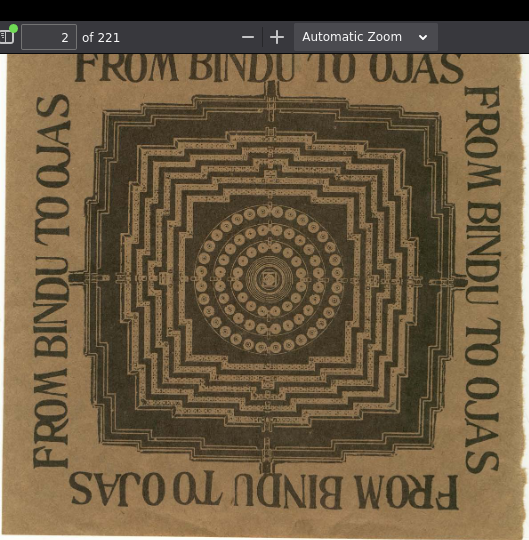 2
of 221
Automatic Zoom
FROM BINDU TO OJAS
FROM BINDU TO OJAS
FROM BINDU TO OJAS
FROM BINDU TO OJAS